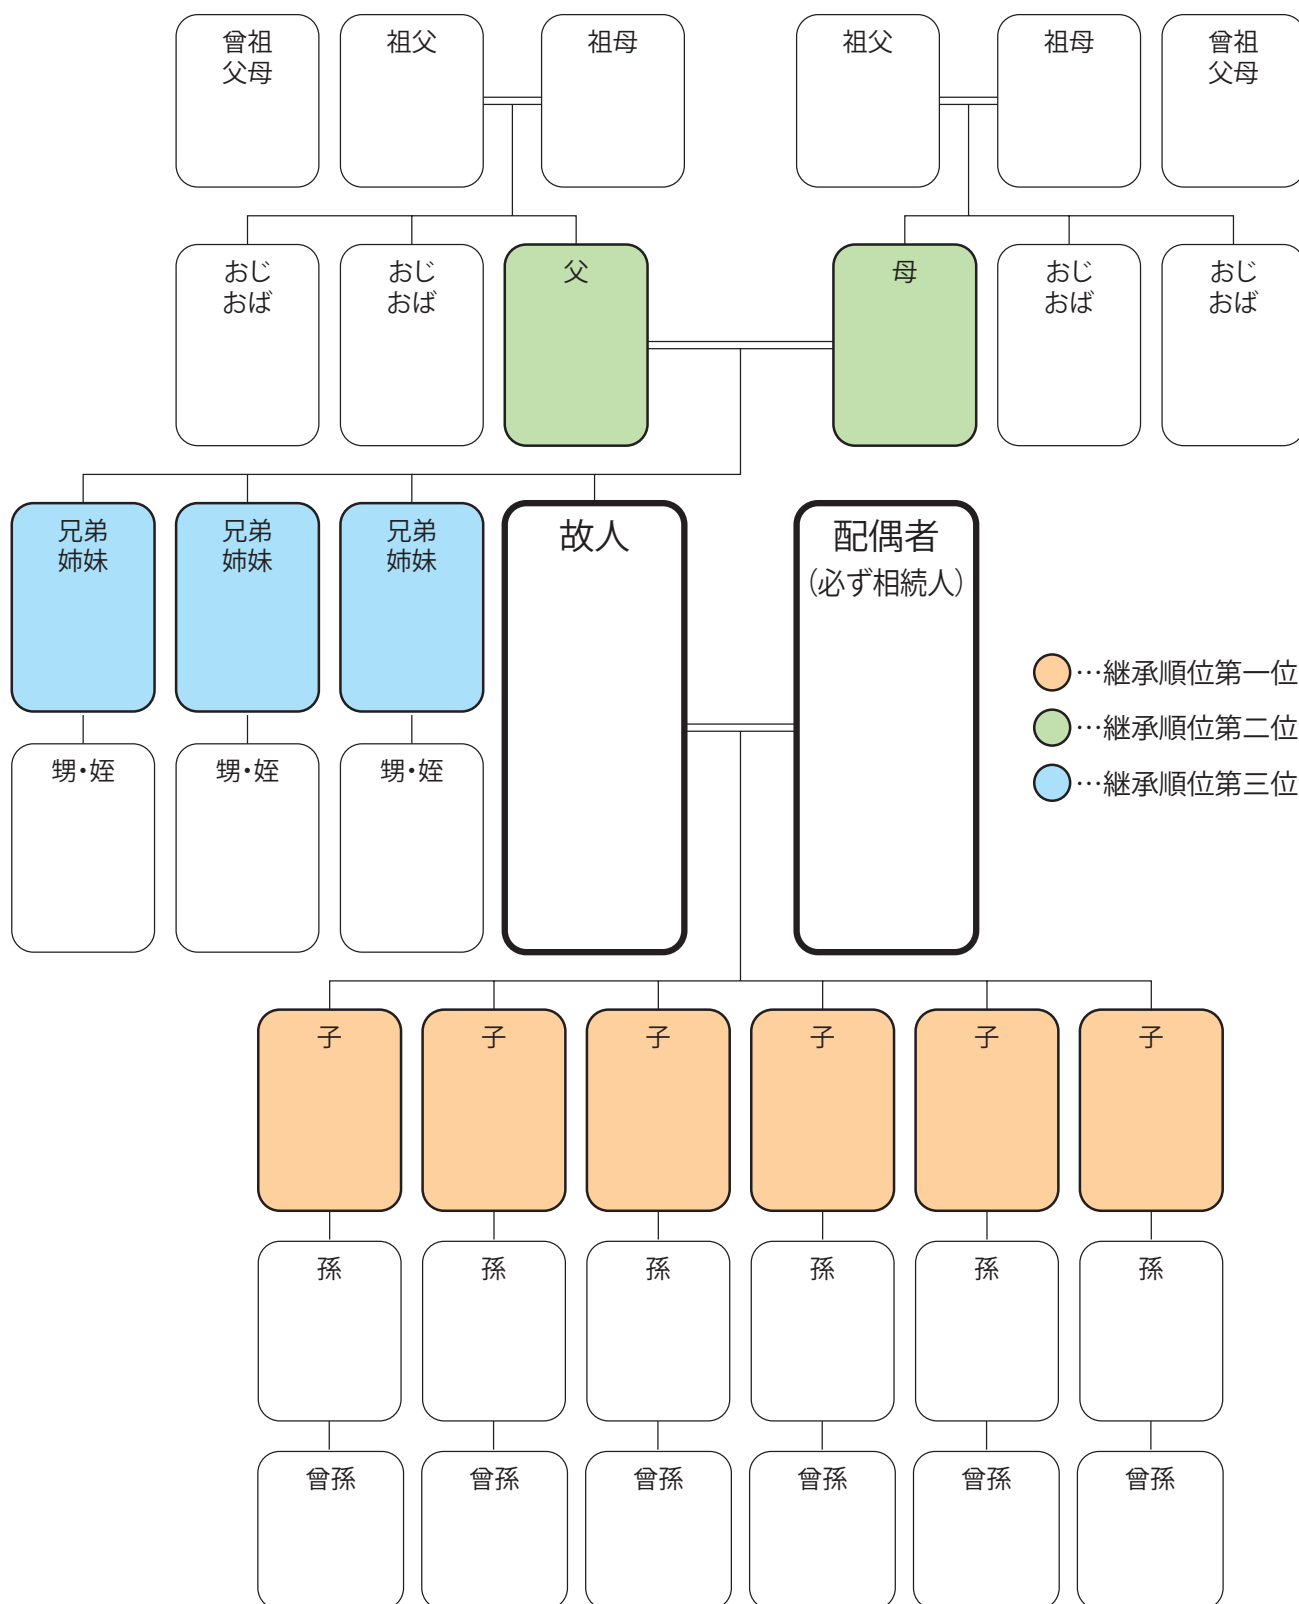 曾祖
父母
祖父
祖母
祖父
祖母
曾祖
父母
おじ
おば
おじ
おば
父
母
おじ
おば
おじ
おば
兄弟
姉妹
兄弟
姉妹
兄弟
姉妹
故人
配偶者
（必ず相続人）
…継承順位第一位
…継承順位第二位
…継承順位第三位
甥・姪
甥・姪
甥・姪
子
子
子
子
子
子
孫
孫
孫
孫
孫
孫
曾孫
曾孫
曾孫
曾孫
曾孫
曾孫